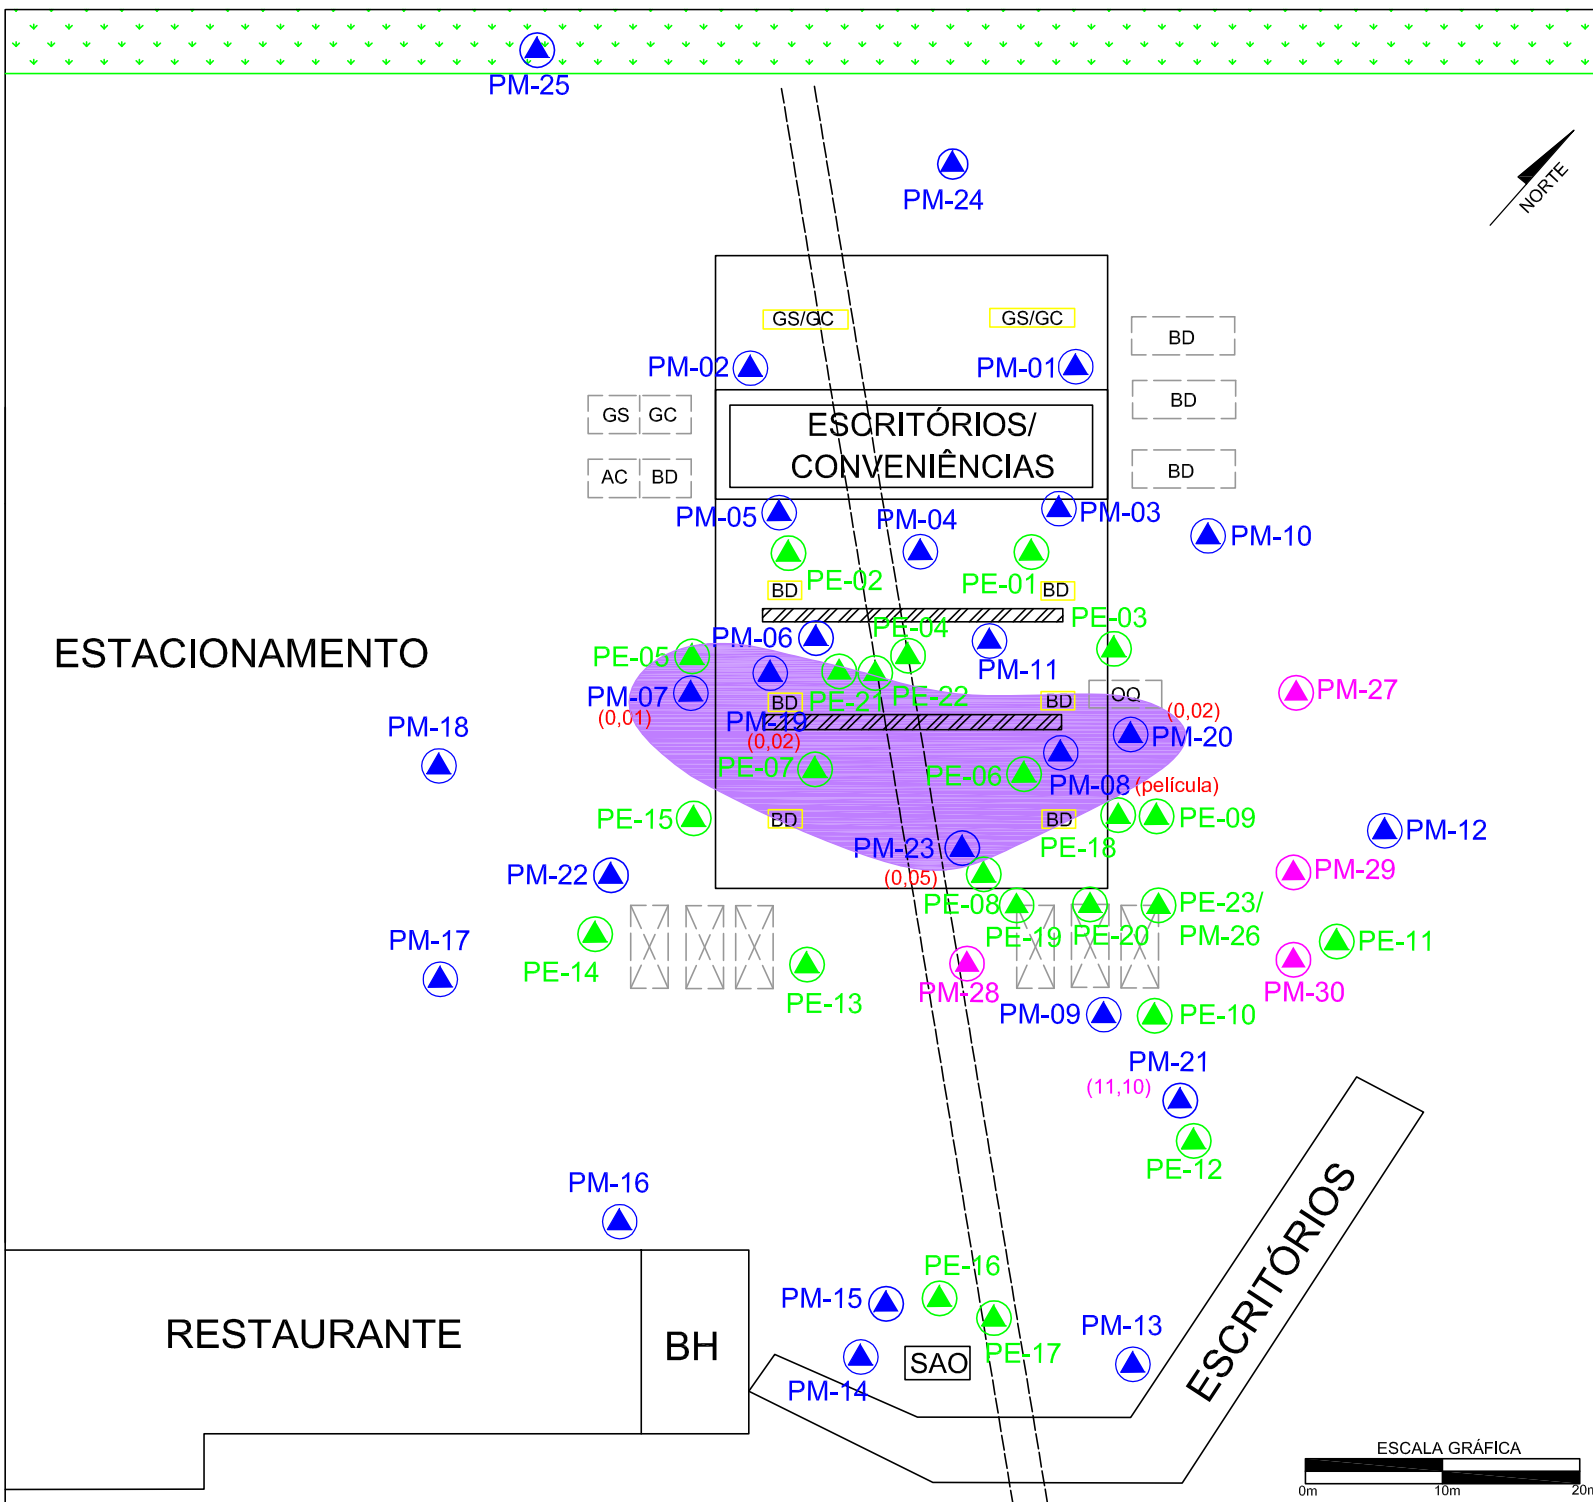 PM-25
PM-24
NORTE
GS/GC
GS/GC
BD
PM-02
PM-01
BD
GS
GC
ESCRITÓRIOS/
CONVENIÊNCIAS
AC
BD
BD
PM-05
PM-04
PM-03
PM-10
PE-02
PE-01
BD
BD
PE-03
PM-06
PE-04
ESTACIONAMENTO
PE-05
PM-11
PM-07
(0,01)
PE-21
PE-22
OQ
PM-27
BD
BD
(0,02)
PM-18
PM-19
(0,02)
PM-20
PE-07
PE-06
PM-08
(película)
PE-15
BD
BD
PE-09
PM-12
PM-23
PE-18
(0,05)
PM-22
PM-29
PE-08
PE-23/
PM-26
PM-17
PE-19
PE-20
PE-11
PE-14
PE-13
PM-28
PM-30
PM-09
PE-10
PM-21
(11,10)
PE-12
PM-16
PE-16
PM-15
ESCRITÓRIOS
RESTAURANTE
BH
PM-13
PE-17
SAO
PM-14
ESCALA GRÁFICA
0m
10m
20m